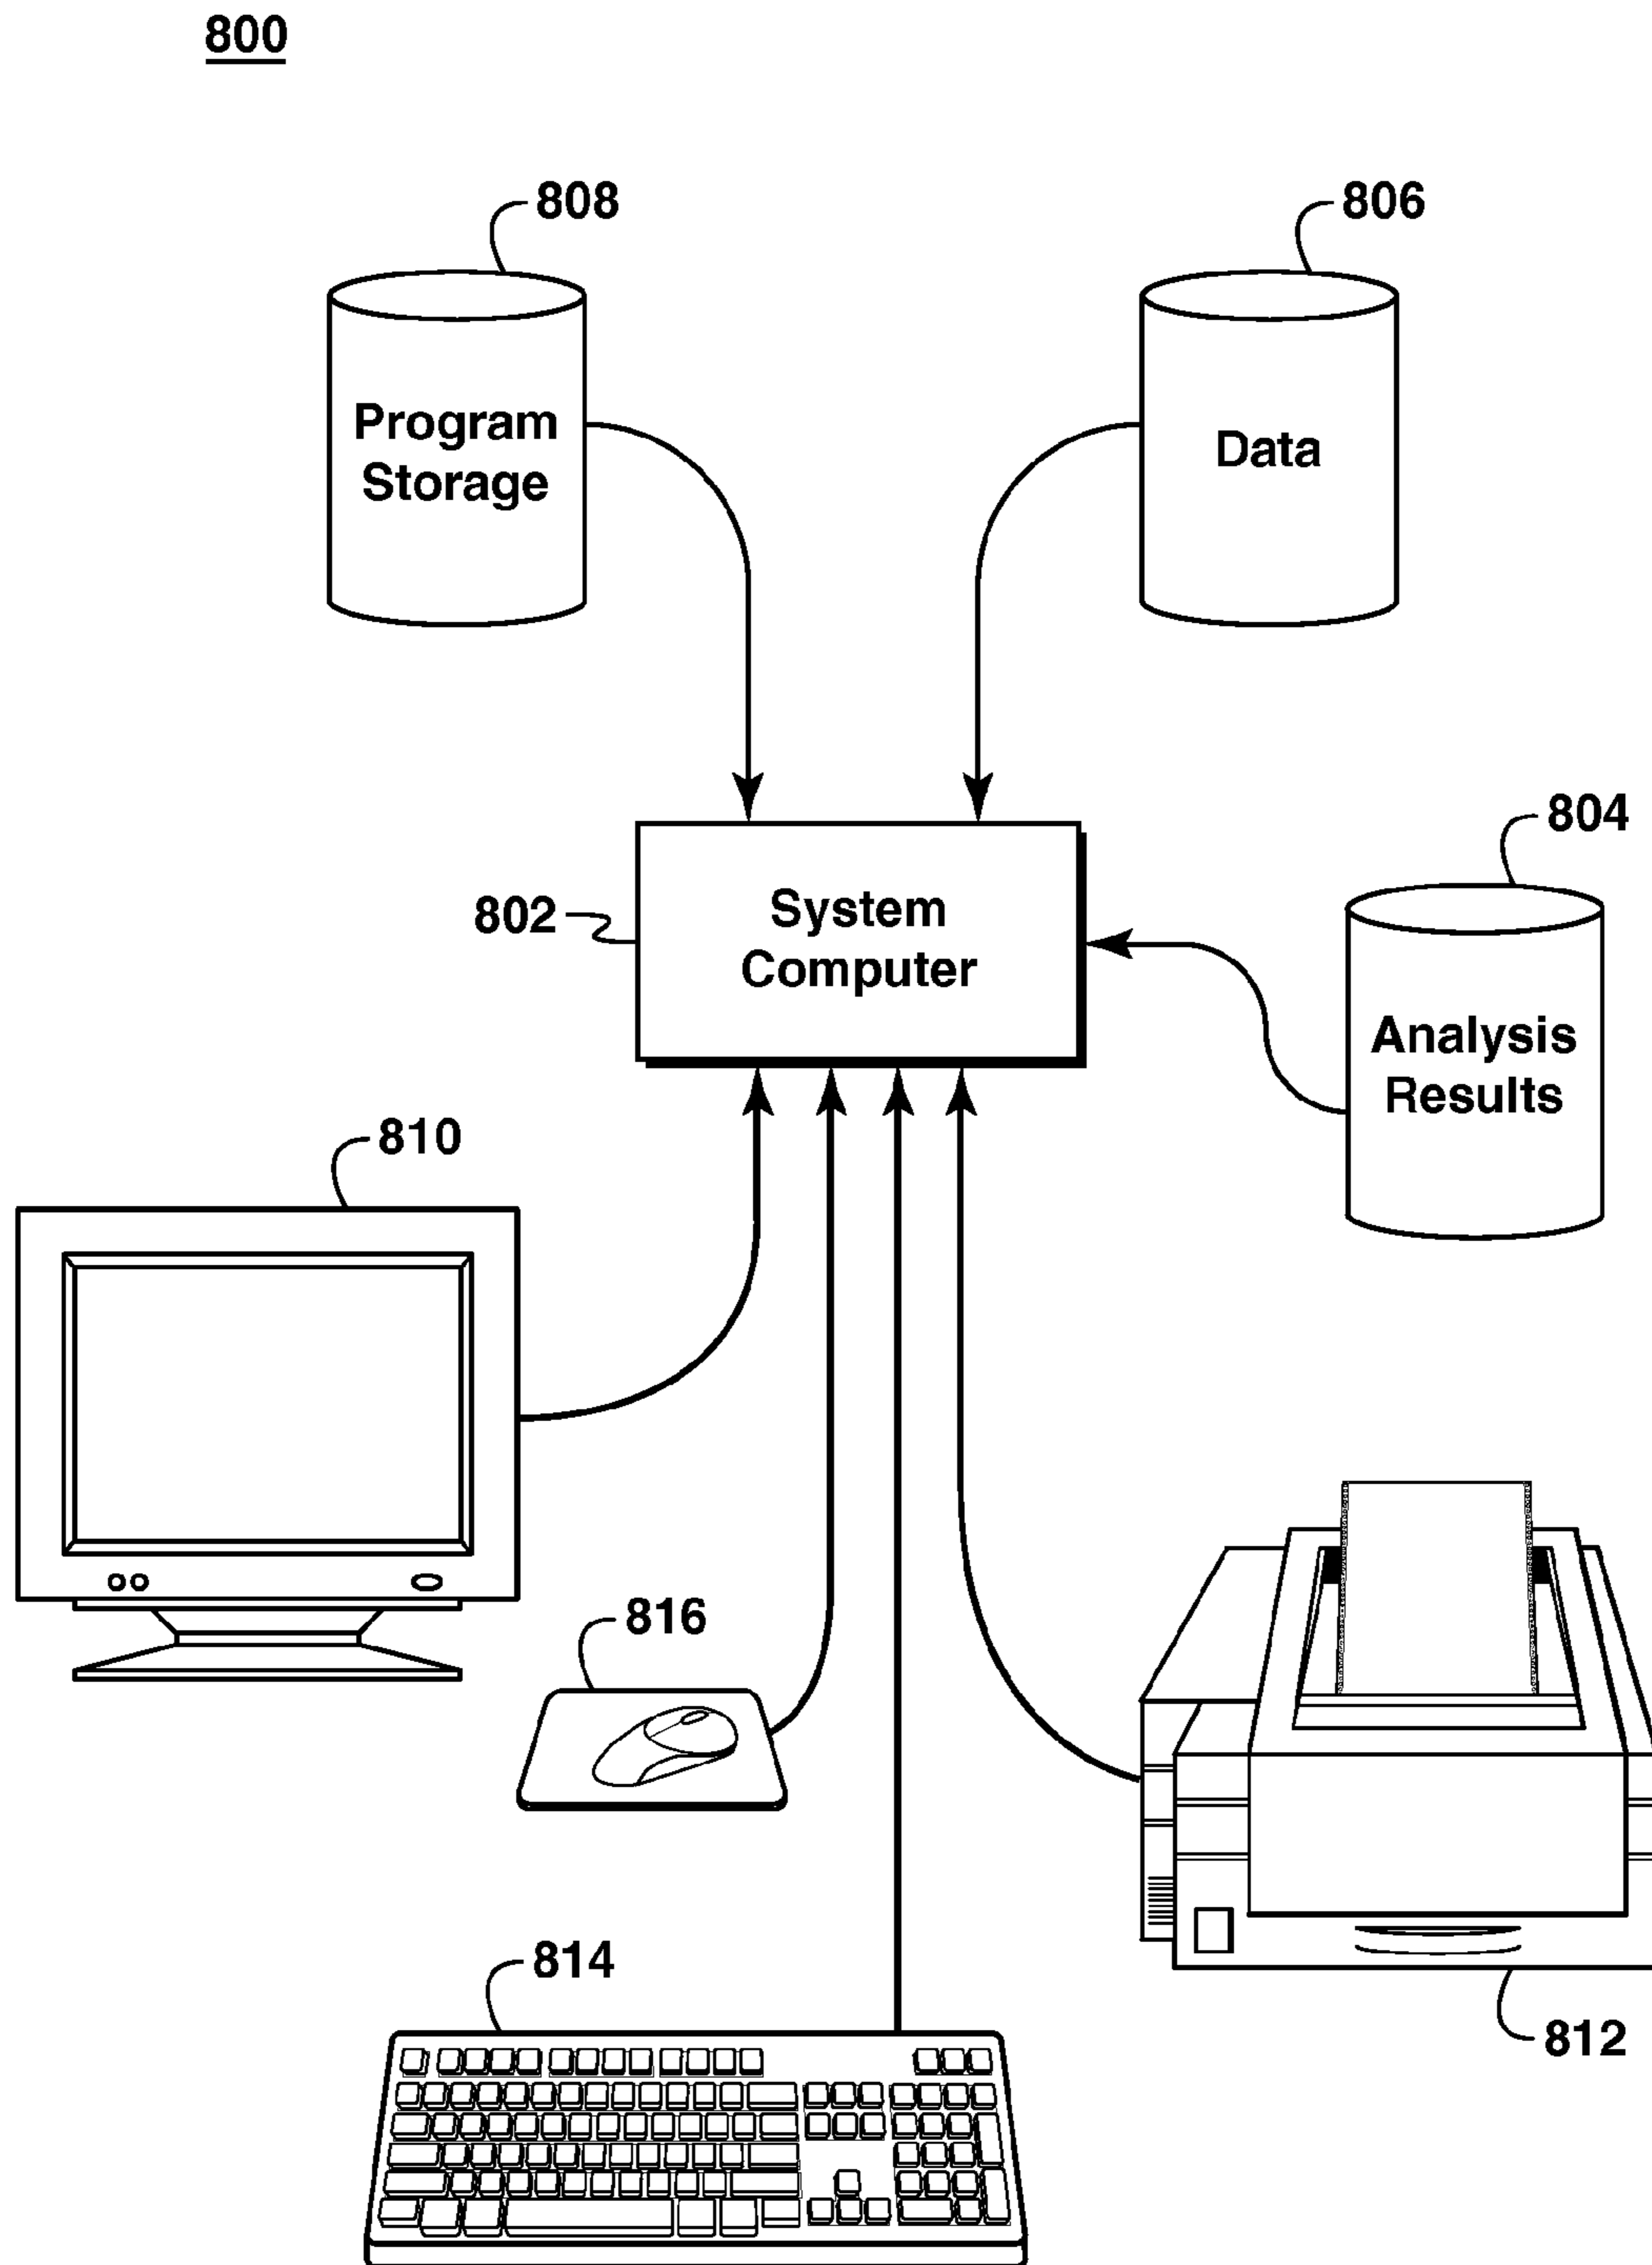 800
808
806
Program
Storage
Data
804
802
System
Computer
Analysis
Results
810
816
814
812